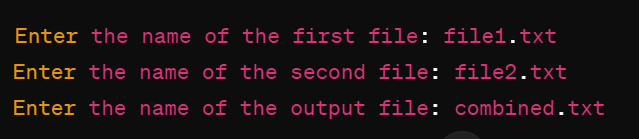 Enter the name of the first file: file1.txt
Enter the name of the second file: file2.txt
Enter the name of the output file: combined.txt